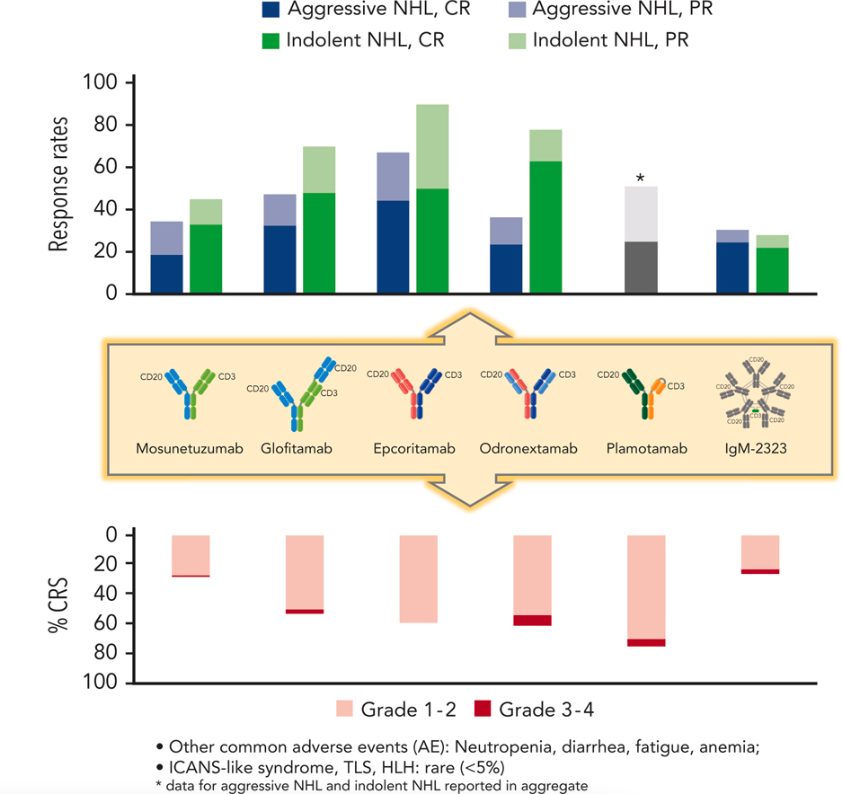 Aggressive NHL, CR Aggressive NHL, PR
Indolent NHL, CR Indolent NHL, PR
Response rates
100
80
60
40
20
0
*
CD20 CD3
CD20 CD20 CD3
CD20 CD3
CD20 CD3
CD20 CD3
CD20 CD20 CD20 CD20 CD20 CD3
Mosunetuzumab Glofitamab Epcoritamab Odronextamab Plamotamab IgM-2323
% CRS
0
20
40
60
80
100
Grade 1-2 Grade 3-4
• Other common adverse events (AE): Neutropenia, diarrhea, fatigue, anemia;
• ICANS-like syndrome, TLS, HLH: rare (<5%)
* data for aggressive NHL and indolent NHL reported in aggregate